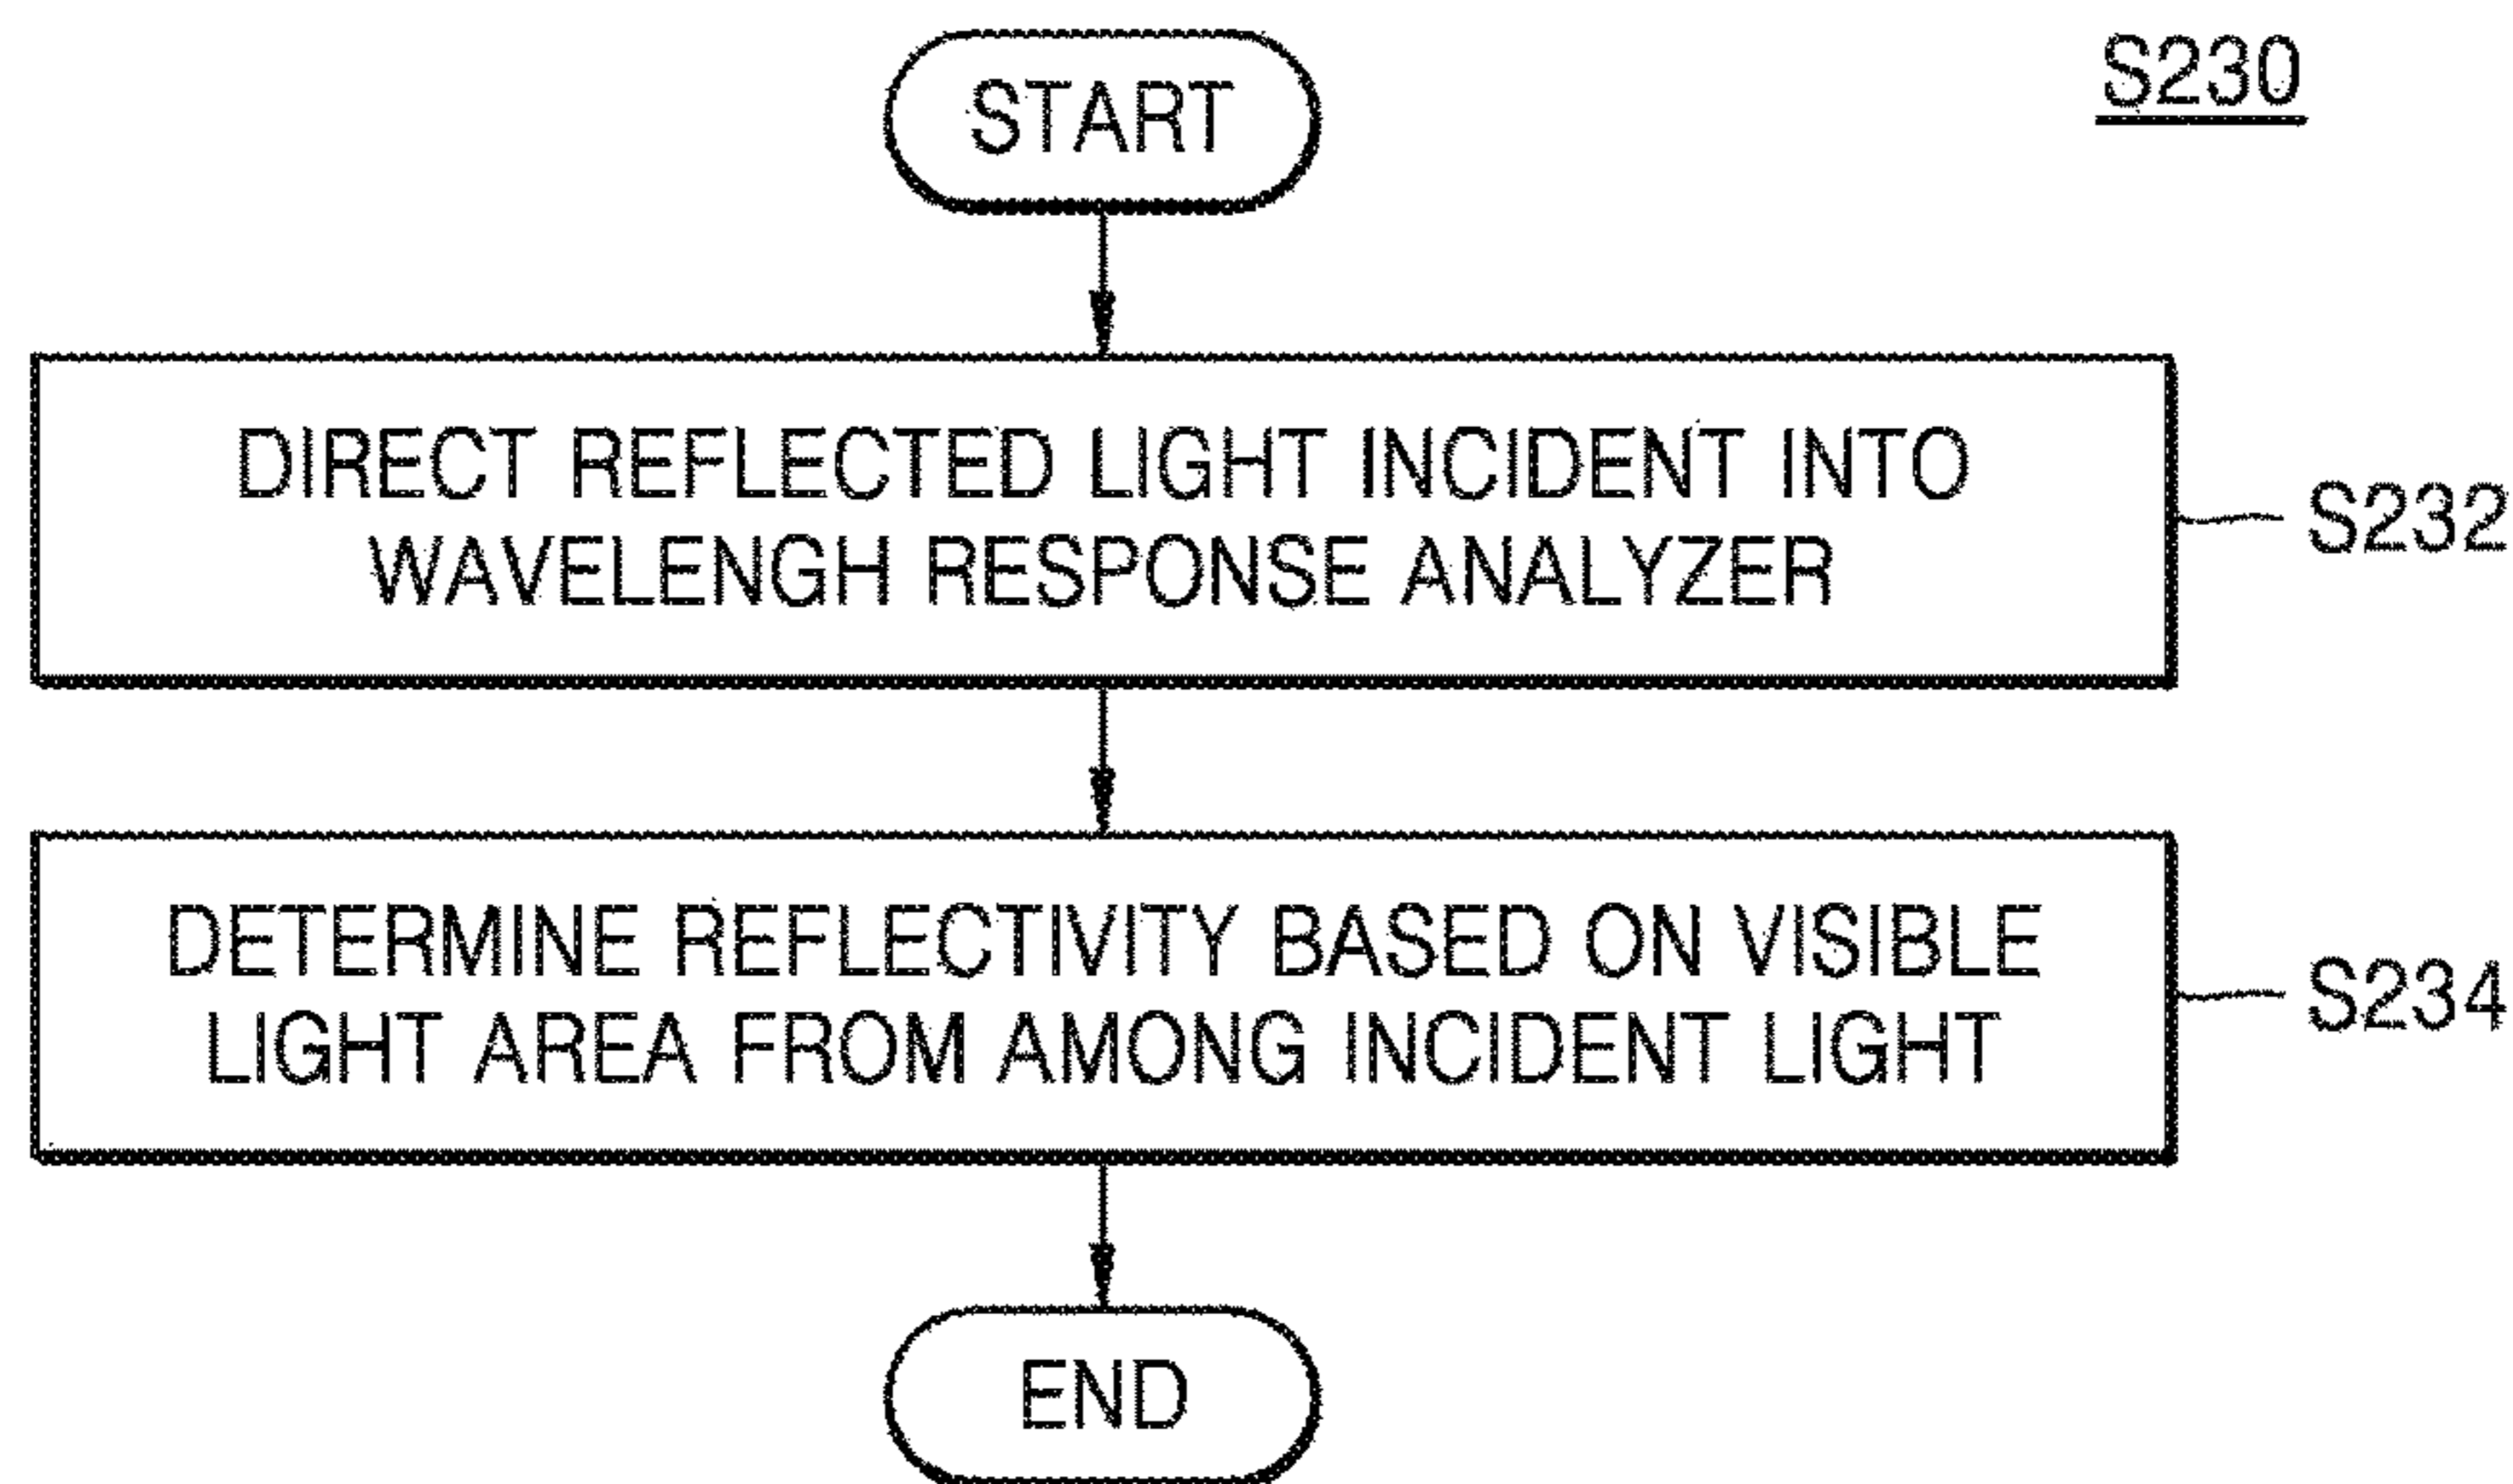 S230
START
DIRECT REFLECTED LIGHT INCIDENT INTO
WAVELENGH RESPONSE ANALYZER
S232
DETERMINE REFLECTIVITY BASED ON VISIBLE
LIGHT AREA FROM AMONG INCIDENT LIGHT
S234
END